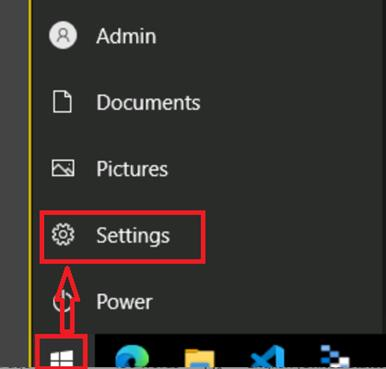 Admin
Documents
Pictures
Settings
Power